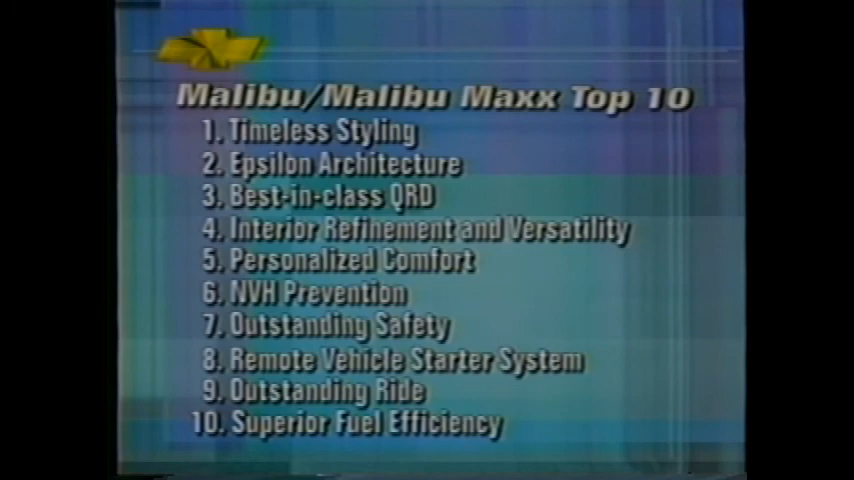 Malibu/Malibu Maxx Top 10
1. Timeless Styling
2. Epsilon Architecture
3. Best-in-class QRD
4. Interior Refinement and Versatility
5. Personalized Comfort
6. NVH Prevention
7. Outstanding Safety
8. Remote Vehicle Starter System
9. Outstanding Ride
10. Superior Fuel Efficiency